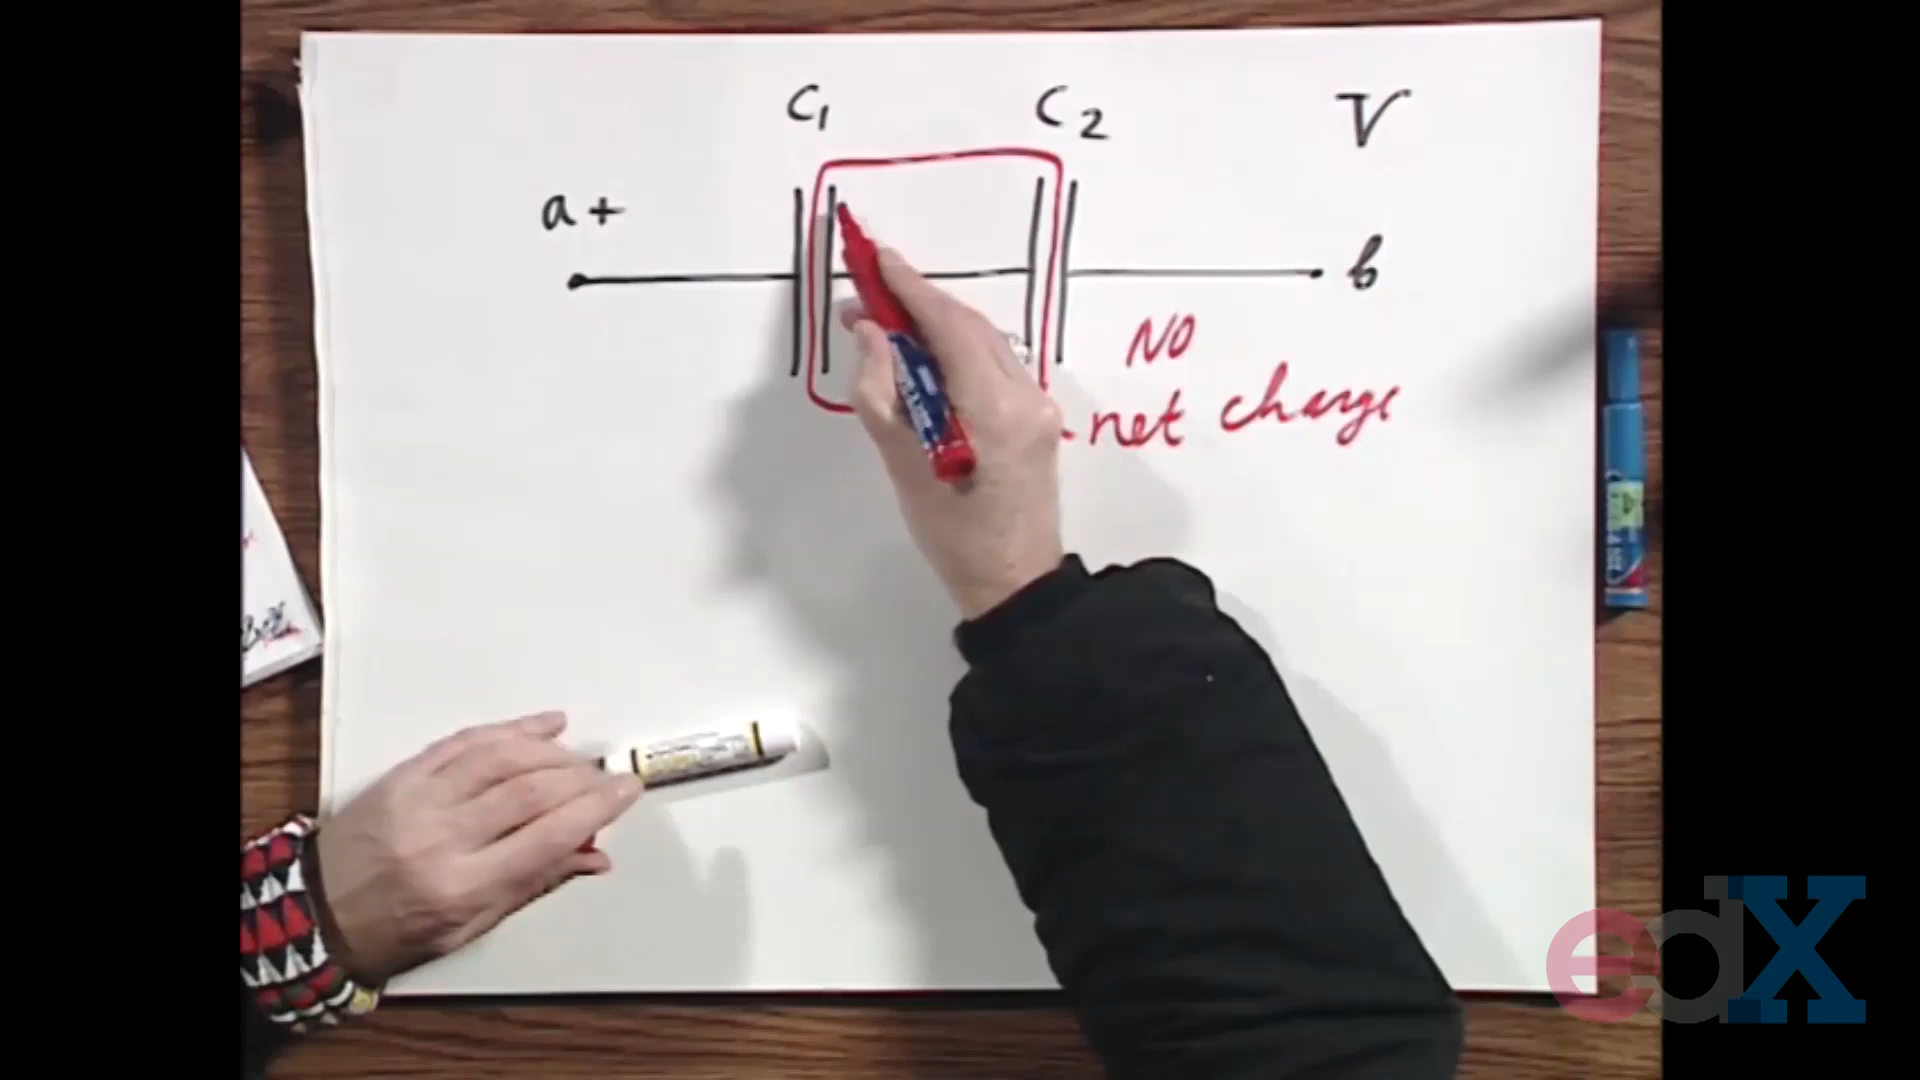 C1 C2 V
a +
b
NO
net charge
edX